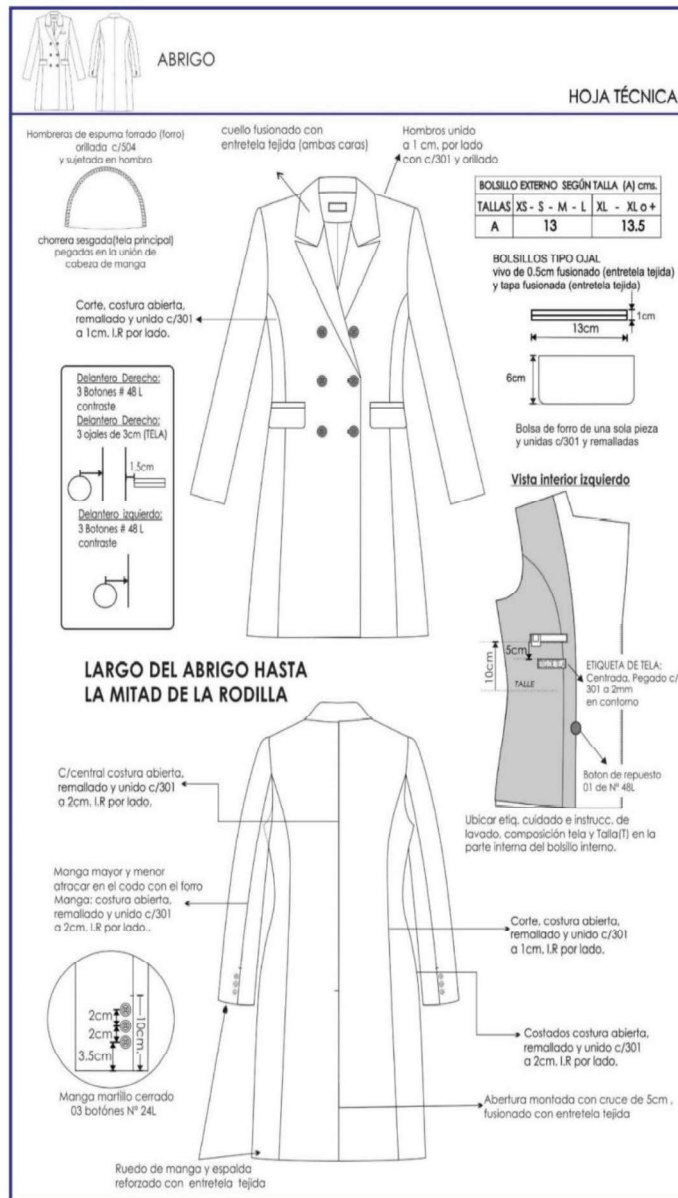 ABRIGO
HOJA TÉCNICA
Hombreras de espuma forrado (forro)
orillada c/504
y sujetada en hombro
chorrera sesgada(tela principal)
pegadas en la unión de
cabeza de manga
cuello fusionado con
entretela tejida (ambas caras)
Hombros unido
a 1 cm. por lado
con c/301 y orillado
BOLSILLO EXTERNO SEGÚN TALLA (A) cms.
TALLAS XS - S - M - L XL - XL o +
A 13 13.5
BOLSILLOS TIPO OJAL
vivo de 0.5cm fusionado (entretela tejida)
y tapa fusionada (entretela tejida)
1cm
13cm
6cm
Bolsa de forro de una sola pieza
y unidas c/301 y remalladas
Corte, costura abierta,
remallado y unido c/301
a 1cm. I.R por lado.
Delantero Derecho:
3 Botones # 48 L
contraste
Delantero Derecho:
3 ojales de 3cm (TELA)
1.5cm
Delantero izquierdo:
3 Botones # 48 L
contraste
Vista interior izquierdo
5cm
10cm
TALLE
ETIQUETA DE TELA:
Centrada. Pegado c/
301 a 2mm
en contorno
Boton de repuesto
01 de Nº 48L
Ubicar etiq. cuidado e instrucc. de
lavado, composición tela y Talla(T) en la
parte interna del bolsillo interno.
LARGO DEL ABRIGO HASTA
LA MITAD DE LA RODILLA
C/central costura abierta,
remallado y unido c/301
a 2cm. I.R por lado.
Manga mayor y menor
atracar en el codo con el forro
Manga: costura abierta,
remallado y unido c/301
a 2cm. I.R por lado..
2cm
2cm
3.5cm
10cm.
Manga martillo cerrado
03 botónes Nº 24L
Corte, costura abierta,
remallado y unido c/301
a 1cm. I.R por lado.
Costados costura abierta,
remallado y unido c/301
a 2cm. I.R por lado.
Abertura montada con cruce de 5cm ,
fusionado con entretela tejida
Ruedo de manga y espalda
reforzado con entretela tejida